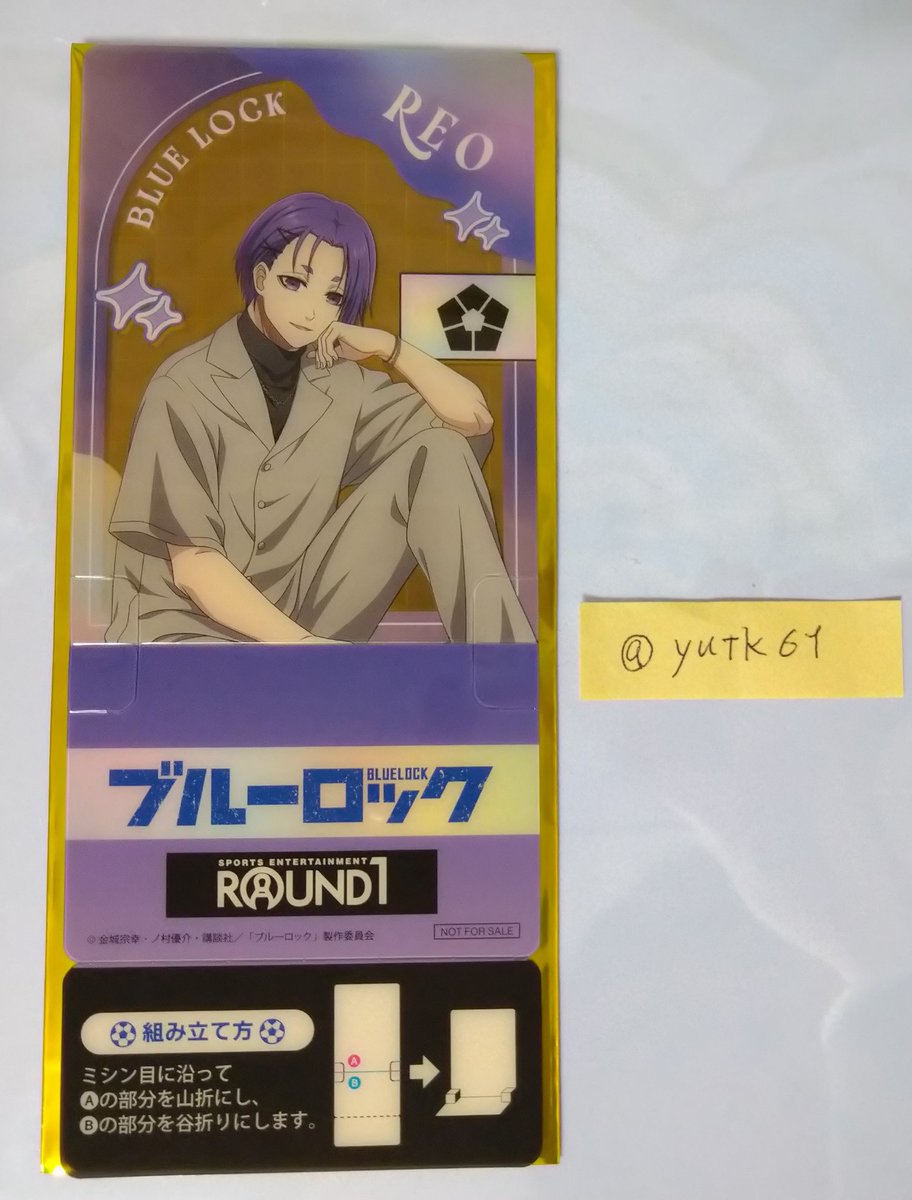 BLUE LOCK
REO
@yutk61
ブルーロック
BLUELOCK
SPORTS ENTERTAINMENT
ROUND1
© 金城宗幸・ノ村優介・講談社/「ブルーロック」製作委員会
NOT FOR SALE
組み立て方
ミシン目に沿って
Aの部分を山折にし、
Bの部分を谷折りにします。
A
B